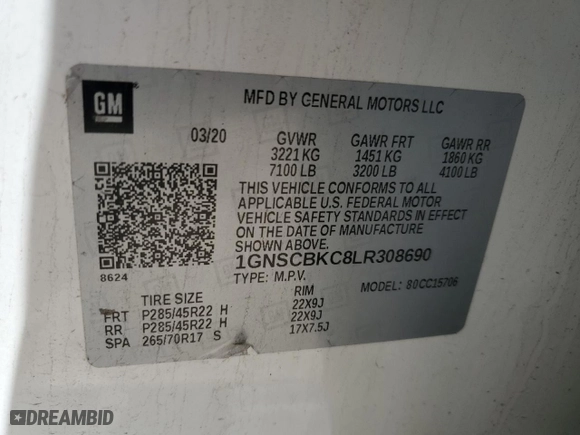 GM
MFD BY GENERAL MOTORS LLC
03/20 GVWR GAWR FRT GAWR RR
3221 KG 1451 KG 1860 KG
7100 LB 3200 LB 4100 LB
THIS VEHICLE CONFORMS TO ALL
APPLICABLE U.S. FEDERAL MOTOR
VEHICLE SAFETY STANDARDS IN EFFECT
ON THE DATE OF MANUFACTURE
SHOWN ABOVE.
1GNSCBKC8LR308690
8624
TYPE: M.P.V. MODEL: 80CC15706
TIRE SIZE RIM
FRT P285/45R22 H 22X9J
RR P285/45R22 H 22X9J
SPA 265/70R17 S 17X7.5J
DREAMBID